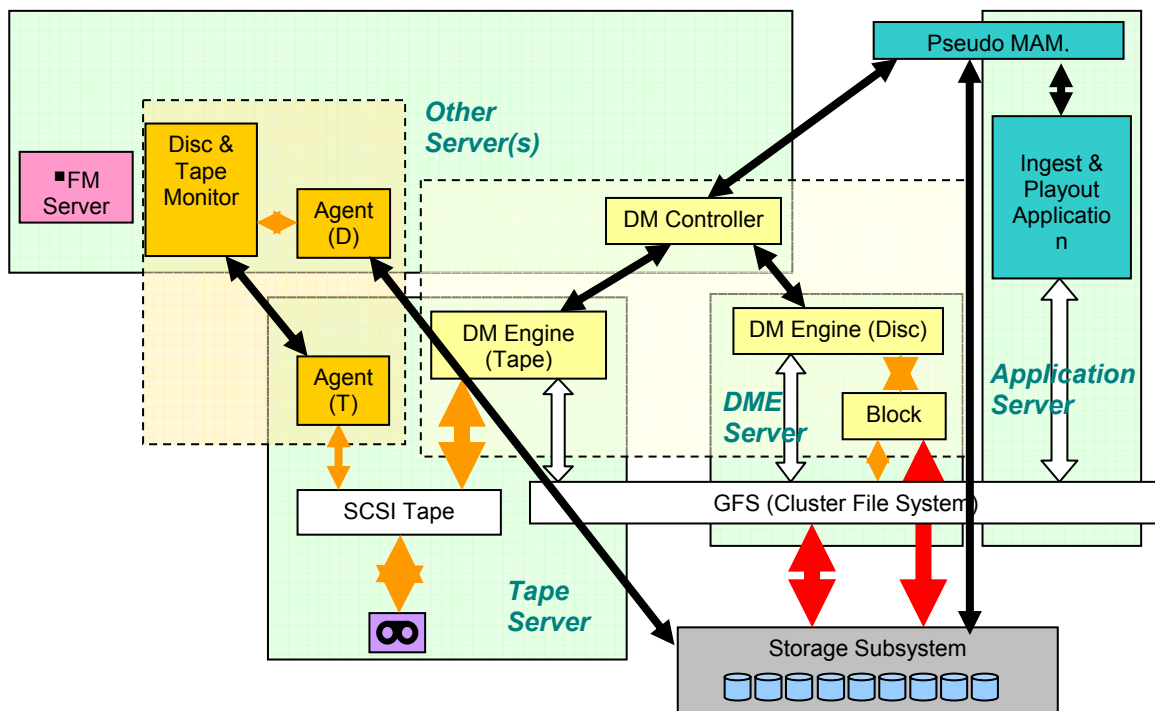 Pseudo MAM.
Other
Server(s)
Disc &
Tape
Monitor
▪FM
Server
Agent
(D)
DM Controller
Ingest &
Playout
Applicatio
n
DM Engine
(Tape)
DM Engine (Disc)
Agent
(T)
DME
Server
Block
Application
Server
SCSI Tape
GFS (Cluster File System)
Tape
Server
Storage Subsystem